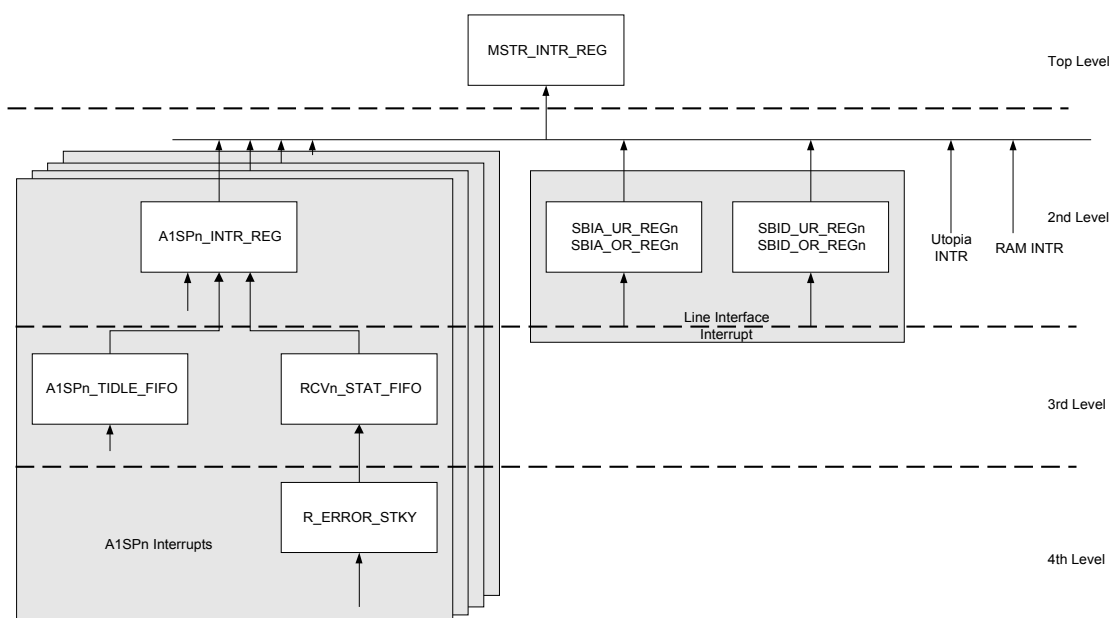 MSTR_INTR_REG
Top Level
A1SPn_INTR_REG
SBIA_UR_REGn
SBIA_OR_REGn
SBID_UR_REGn
SBID_OR_REGn
Utopia
INTR
RAM INTR
2nd Level
Line Interface
Interrupt
A1SPn_TIDLE_FIFO
RCVn_STAT_FIFO
3rd Level
R_ERROR_STKY
A1SPn Interrupts
4th Level